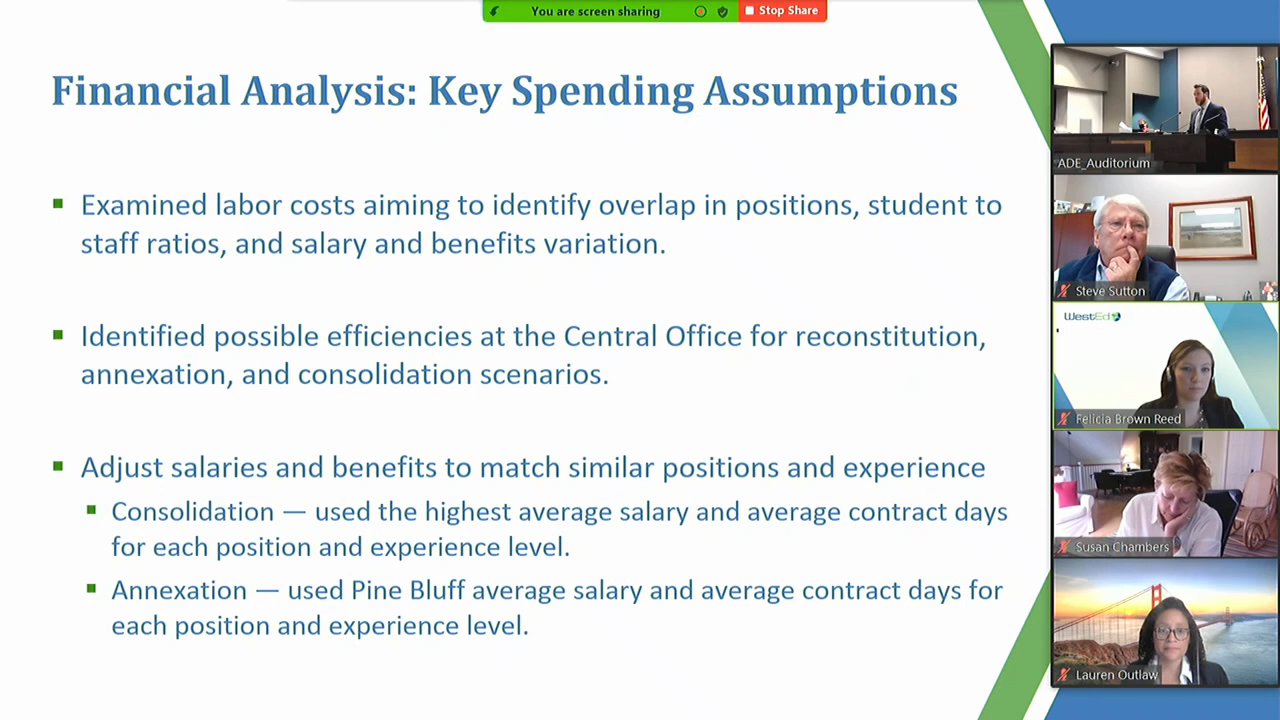 You are screen sharing
Stop Share
Financial Analysis: Key Spending Assumptions
▪ Examined labor costs aiming to identify overlap in positions, student to
staff ratios, and salary and benefits variation.
▪ Identified possible efficiencies at the Central Office for reconstitution,
annexation, and consolidation scenarios.
▪ Adjust salaries and benefits to match similar positions and experience
▪ Consolidation — used the highest average salary and average contract days
for each position and experience level.
▪ Annexation — used Pine Bluff average salary and average contract days for
each position and experience level.
ADE_Auditorium
Steve Sutton
WestEd
Felicia Brown Reed
Susan Chambers
Lauren Outlaw